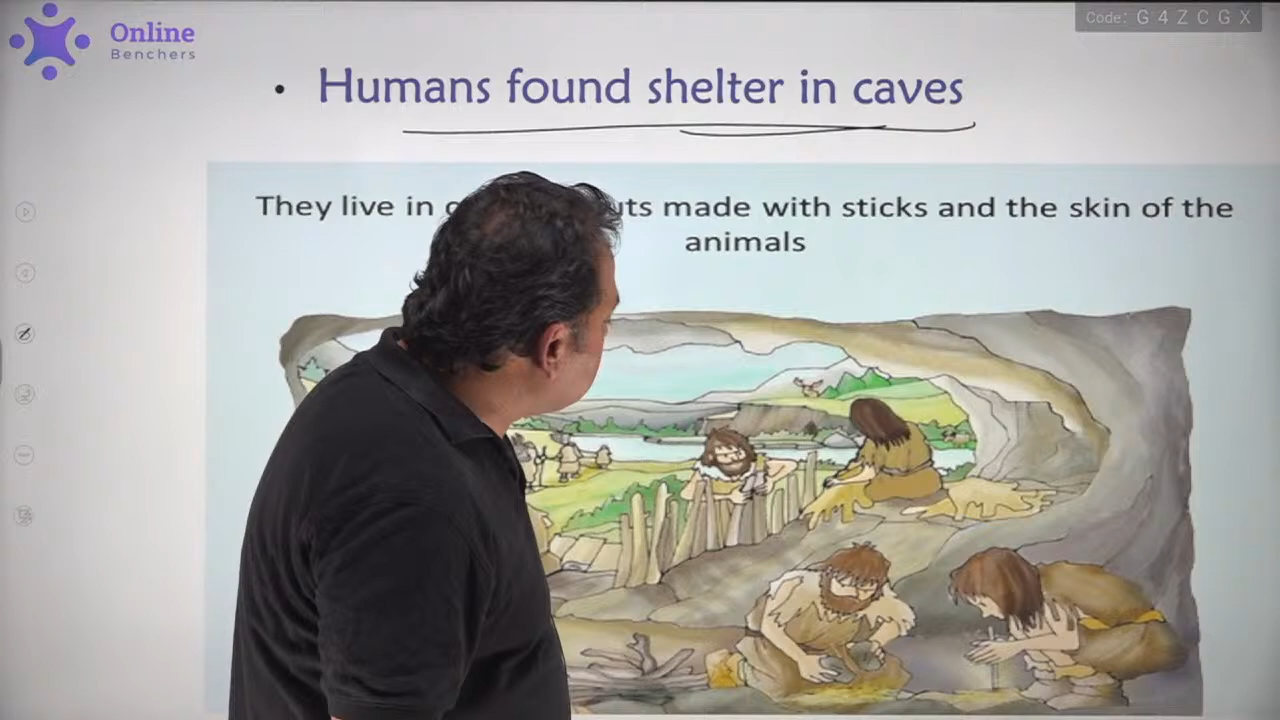 Online
Benchers
Code: G 4 Z C G X
• Humans found shelter in caves
They live in made with sticks and the skin of the
animals